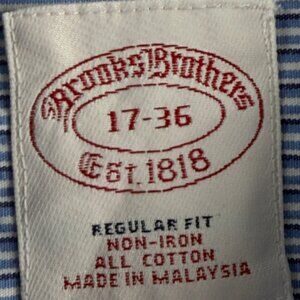 Brooks Brothers
17-36
Est. 1818
REGULAR FIT
NON-IRON
ALL COTTON
MADE IN MALAYSIA